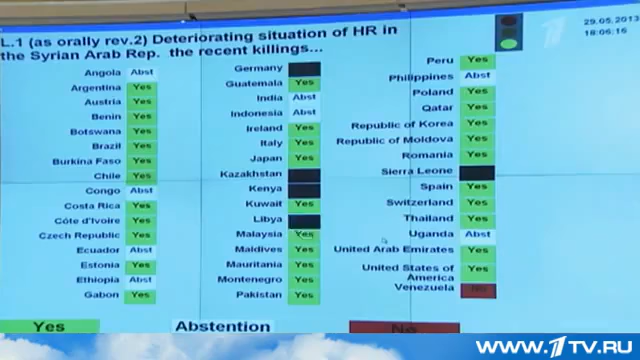 L.1 (as orally rev.2) Deteriorating situation of HR in
the Syrian Arab Rep. the recent killings...
29.05.2013
18:06:16
Angola Abst
Argentina Yes
Austria Yes
Benin Yes
Botswana Yes
Brazil Yes
Burkina Faso Yes
Chile Yes
Congo Abst
Costa Rica Yes
Côte d'Ivoire Yes
Czech Republic Yes
Ecuador Abst
Estonia Yes
Ethiopia Abst
Gabon Yes
Germany
Guatemala Yes
India Abst
Indonesia Abst
Ireland Yes
Italy Yes
Japan Yes
Kazakhstan
Kenya
Kuwait Yes
Libya
Malaysia Yes
Maldives Yes
Mauritania Yes
Montenegro Yes
Pakistan Yes
Peru Yes
Philippines Abst
Poland Yes
Qatar Yes
Republic of Korea Yes
Republic of Moldova Yes
Romania Yes
Sierra Leone
Spain Yes
Switzerland Yes
Thailand Yes
Uganda Abst
United Arab Emirates Yes
United States of
America Yes
Venezuela No
Yes Abstention No
WWW.1TV.RU